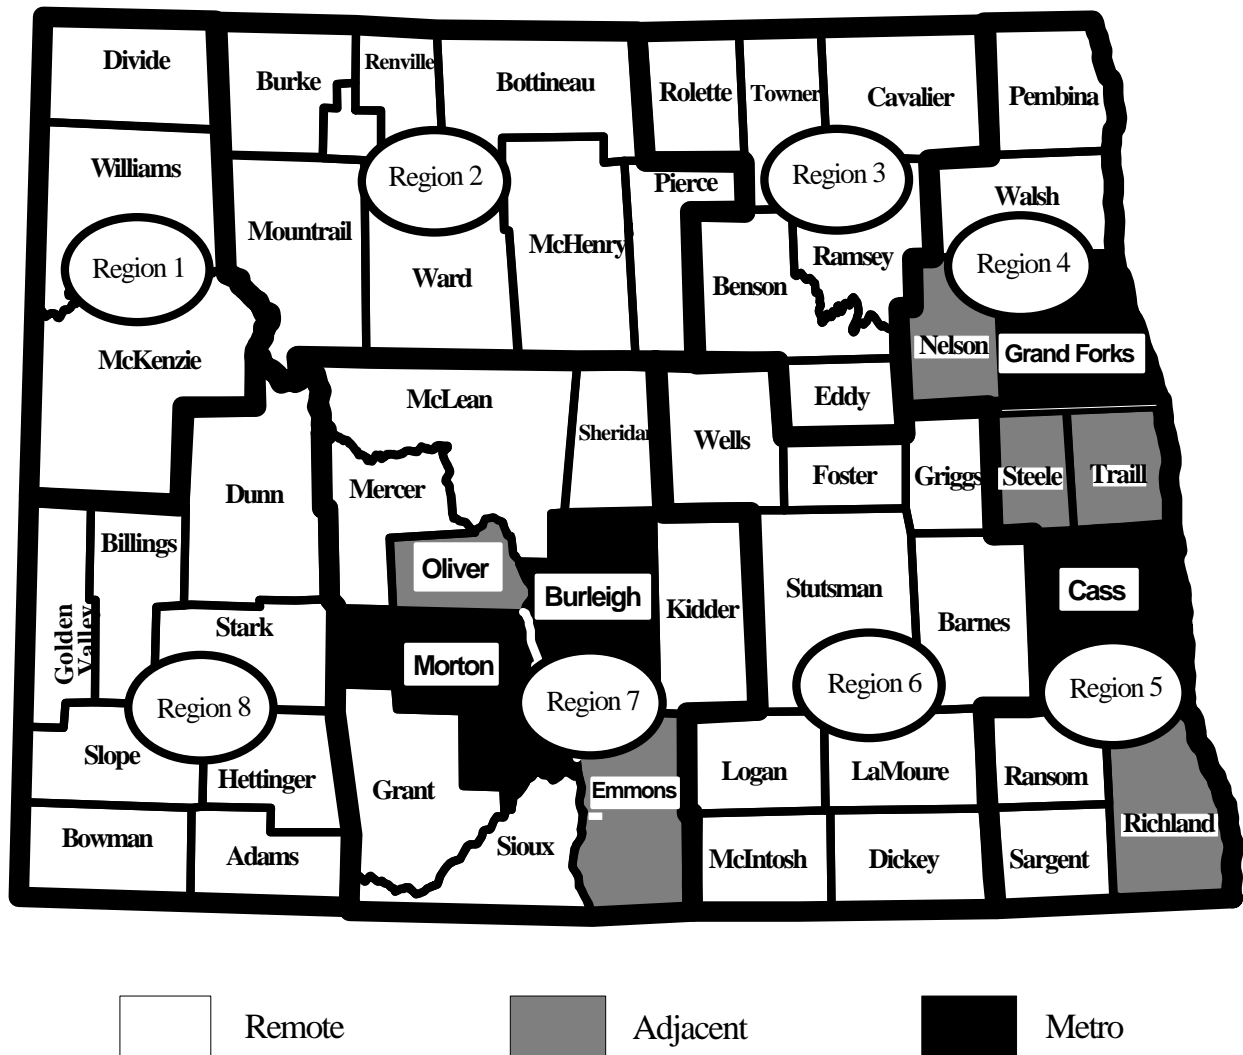 Divide
Burke
Renville
Bottineau
Rolette
Towner
Cavalier
Pembina
Williams
Region 2
Region 3
Pierce
Walsh
Mountrail
McHenry
Ramsey
Region 1
Ward
Benson
Region 4
McKenzie
Nelson
Grand Forks
McLean
Eddy
Sheridan
Wells
Dunn
Mercer
Foster
Griggs
Steele
Traill
Billings
Oliver
Burleigh
Stutsman
Cass
Kidder
Golden
Valley
Stark
Barnes
Morton
Region 8
Region 7
Region 6
Region 5
Slope
Hettinger
Grant
Emmons
Logan
LaMoure
Ransom
Bowman
Adams
Sioux
McIntosh
Dickey
Sargent
Richland
Remote
Adjacent
Metro